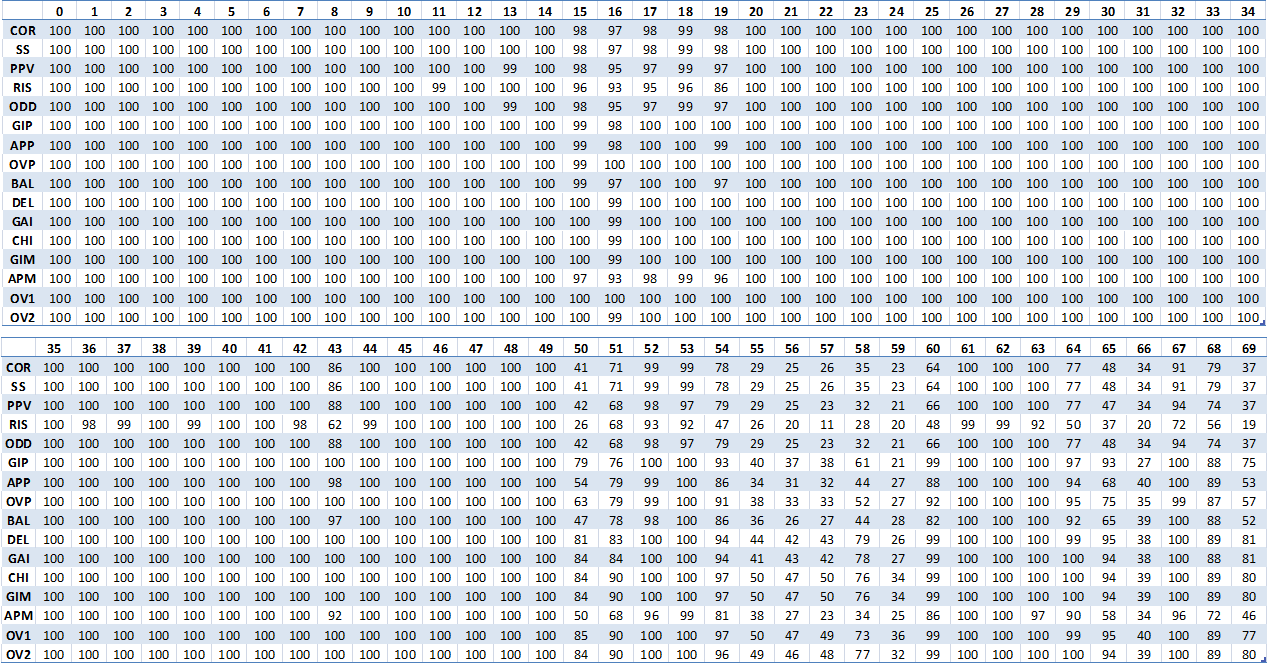 0 1 2 3 4 5 6 7 8 9 10 11 12 13 14 15 16 17 18 19 20 21 22 23 24 25 26 27 28 29 30 31 32 33 34
COR 100 100 100 100 100 100 100 100 100 100 100 100 100 100 100 98 97 98 99 98 100 100 100 100 100 100 100 100 100 100 100 100 100 100 100
SS 100 100 100 100 100 100 100 100 100 100 100 100 100 100 100 98 97 98 99 98 100 100 100 100 100 100 100 100 100 100 100 100 100 100 100
PPV 100 100 100 100 100 100 100 100 100 100 100 100 100 99 100 98 95 97 99 97 100 100 100 100 100 100 100 100 100 100 100 100 100 100 100
RIS 100 100 100 100 100 100 100 100 100 100 100 99 100 100 100 96 93 95 96 86 100 100 100 100 100 100 100 100 100 100 100 100 100 100 100
ODD 100 100 100 100 100 100 100 100 100 100 100 100 100 99 100 98 95 97 99 97 100 100 100 100 100 100 100 100 100 100 100 100 100 100 100
GIP 100 100 100 100 100 100 100 100 100 100 100 100 100 100 100 99 98 100 100 100 100 100 100 100 100 100 100 100 100 100 100 100 100 100 100
APP 100 100 100 100 100 100 100 100 100 100 100 100 100 100 100 99 98 100 100 99 100 100 100 100 100 100 100 100 100 100 100 100 100 100 100
OVP 100 100 100 100 100 100 100 100 100 100 100 100 100 100 100 99 100 100 100 100 100 100 100 100 100 100 100 100 100 100 100 100 100 100 100
BAL 100 100 100 100 100 100 100 100 100 100 100 100 100 100 100 99 97 100 100 97 100 100 100 100 100 100 100 100 100 100 100 100 100 100 100
DEL 100 100 100 100 100 100 100 100 100 100 100 100 100 100 100 100 99 100 100 100 100 100 100 100 100 100 100 100 100 100 100 100 100 100 100
GAI 100 100 100 100 100 100 100 100 100 100 100 100 100 100 100 100 99 100 100 100 100 100 100 100 100 100 100 100 100 100 100 100 100 100 100
CHI 100 100 100 100 100 100 100 100 100 100 100 100 100 100 100 100 99 100 100 100 100 100 100 100 100 100 100 100 100 100 100 100 100 100 100
GIM 100 100 100 100 100 100 100 100 100 100 100 100 100 100 100 100 99 100 100 100 100 100 100 100 100 100 100 100 100 100 100 100 100 100 100
APM 100 100 100 100 100 100 100 100 100 100 100 100 100 100 100 97 93 98 99 96 100 100 100 100 100 100 100 100 100 100 100 100 100 100 100
OV1 100 100 100 100 100 100 100 100 100 100 100 100 100 100 100 100 100 100 100 100 100 100 100 100 100 100 100 100 100 100 100 100 100 100 100
OV2 100 100 100 100 100 100 100 100 100 100 100 100 100 100 100 100 99 100 100 100 100 100 100 100 100 100 100 100 100 100 100 100 100 100 100
35 36 37 38 39 40 41 42 43 44 45 46 47 48 49 50 51 52 53 54 55 56 57 58 59 60 61 62 63 64 65 66 67 68 69
COR 100 100 100 100 100 100 100 100 86 100 100 100 100 100 100 41 71 99 99 78 29 25 26 35 23 64 100 100 100 77 48 34 91 79 37
SS 100 100 100 100 100 100 100 100 86 100 100 100 100 100 100 41 71 99 99 78 29 25 26 35 23 64 100 100 100 77 48 34 91 79 37
PPV 100 100 100 100 100 100 100 100 88 100 100 100 100 100 100 42 68 98 97 79 29 25 23 32 21 66 100 100 100 77 47 34 94 74 37
RIS 100 98 99 100 99 100 100 98 62 99 100 100 100 100 100 26 68 93 92 47 26 20 11 28 20 48 99 99 92 50 37 20 72 56 19
ODD 100 100 100 100 100 100 100 100 88 100 100 100 100 100 100 42 68 98 97 79 29 25 23 32 21 66 100 100 100 77 48 34 94 74 37
GIP 100 100 100 100 100 100 100 100 100 100 100 100 100 100 100 79 76 100 100 93 40 37 38 61 21 99 100 100 100 97 93 27 100 88 75
APP 100 100 100 100 100 100 100 100 98 100 100 100 100 100 100 54 79 99 100 86 34 31 32 44 27 88 100 100 100 94 68 40 100 89 53
OVP 100 100 100 100 100 100 100 100 100 100 100 100 100 100 100 63 79 99 100 91 38 33 33 52 27 92 100 100 100 95 75 35 99 87 57
BAL 100 100 100 100 100 100 100 100 97 100 100 100 100 100 100 47 78 98 100 86 36 26 27 44 28 82 100 100 100 92 65 39 100 88 52
DEL 100 100 100 100 100 100 100 100 100 100 100 100 100 100 100 81 83 100 100 94 44 42 43 79 26 99 100 100 100 99 95 38 100 89 81
GAI 100 100 100 100 100 100 100 100 100 100 100 100 100 100 100 84 84 100 100 94 41 43 42 78 27 99 100 100 100 100 94 38 100 88 81
CHI 100 100 100 100 100 100 100 100 100 100 100 100 100 100 100 84 90 100 100 97 50 47 50 76 34 99 100 100 100 100 94 39 100 89 80
GIM 100 100 100 100 100 100 100 100 100 100 100 100 100 100 100 84 90 100 100 97 50 47 50 76 34 99 100 100 100 100 94 39 100 89 80
APM 100 100 100 100 100 100 100 100 92 100 100 100 100 100 100 50 68 96 99 81 38 27 23 34 25 86 100 100 97 90 58 34 96 72 46
OV1 100 100 100 100 100 100 100 100 100 100 100 100 100 100 100 85 90 100 100 97 50 47 49 73 36 99 100 100 100 99 95 40 100 89 77
OV2 100 100 100 100 100 100 100 100 100 100 100 100 100 100 100 84 90 100 100 96 49 46 48 77 32 99 100 100 100 100 94 39 100 89 80